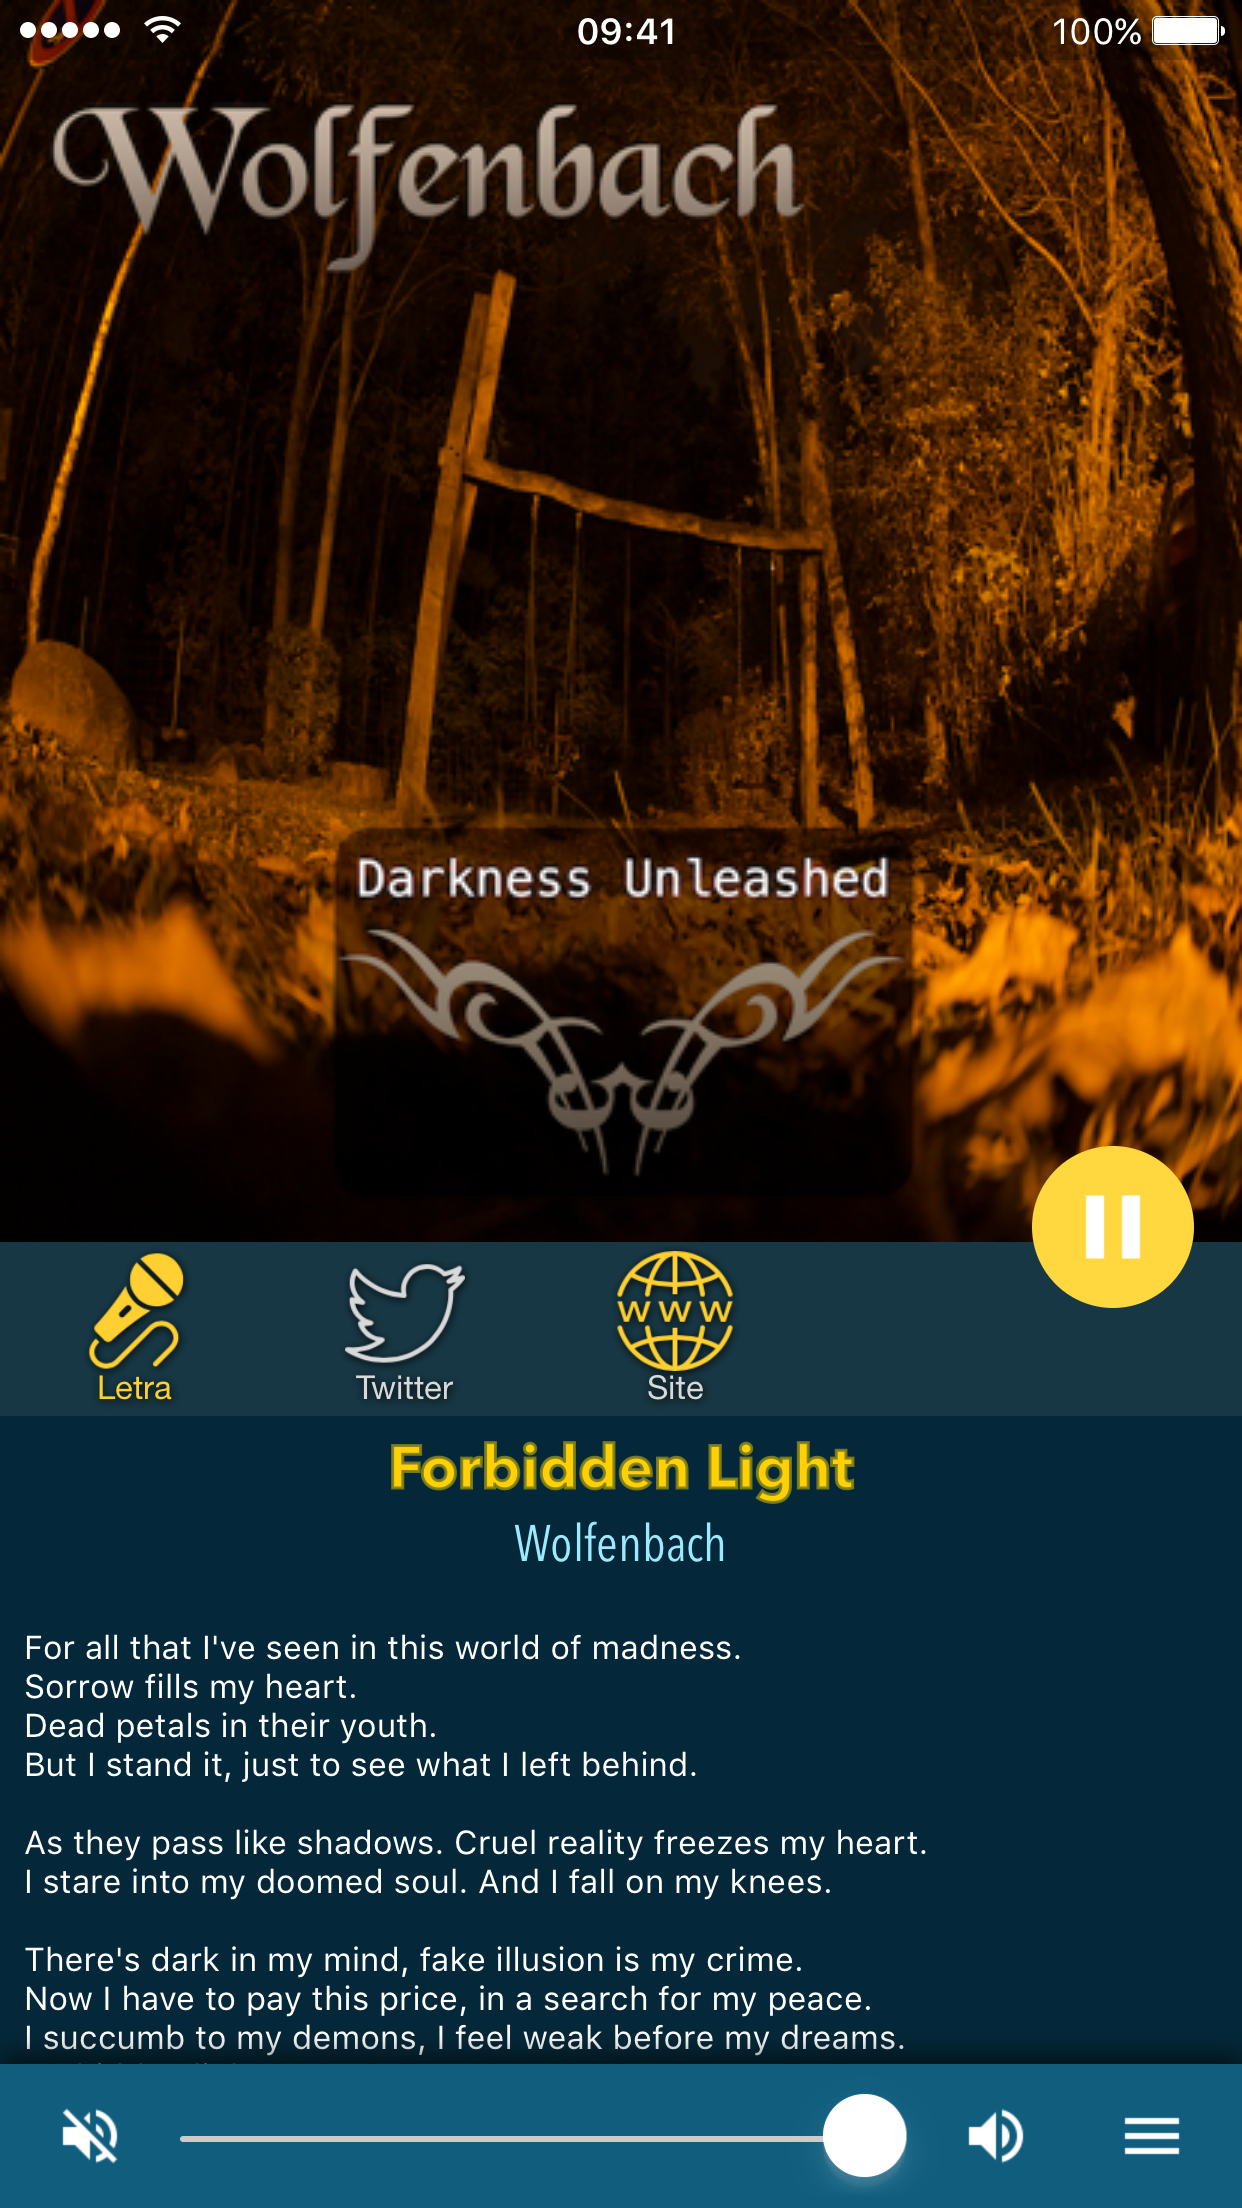 09:41
100%
Wolfenbach
Darkness Unleashed
Letra
Twitter
WWW
Site
Forbidden Light
Wolfenbach
For all that I've seen in this world of madness.
Sorrow fills my heart.
Dead petals in their youth.
But I stand it, just to see what I left behind.
As they pass like shadows. Cruel reality freezes my heart.
I stare into my doomed soul. And I fall on my knees.
There's dark in my mind, fake illusion is my crime.
Now I have to pay this price, in a search for my peace.
I succumb to my demons, I feel weak before my dreams.